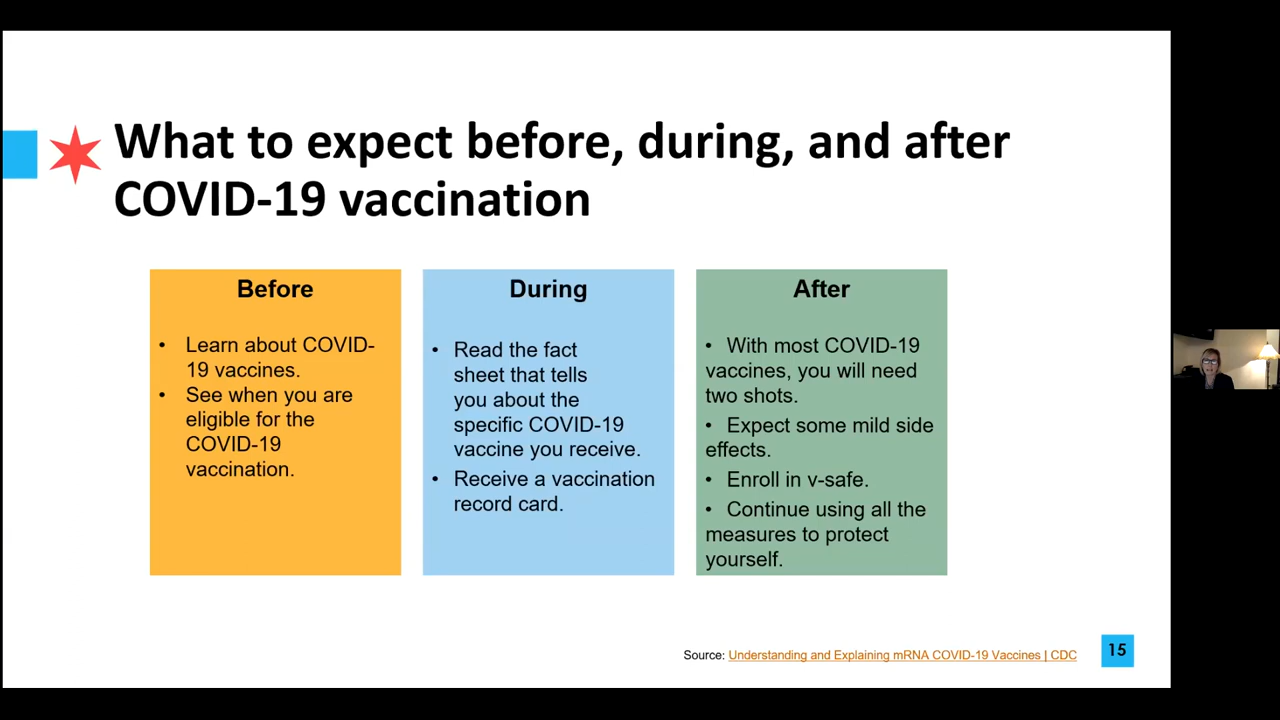 What to expect before, during, and after
COVID-19 vaccination
Before
• Learn about COVID-
19 vaccines.
• See when you are
eligible for the
COVID-19
vaccination.
During
• Read the fact
sheet that tells
you about the
specific COVID-19
vaccine you receive.
• Receive a vaccination
record card.
After
• With most COVID-19
vaccines, you will need
two shots.
• Expect some mild side
effects.
• Enroll in v-safe.
• Continue using all the
measures to protect
yourself.
Source: Understanding and Explaining mRNA COVID-19 Vaccines | CDC
15